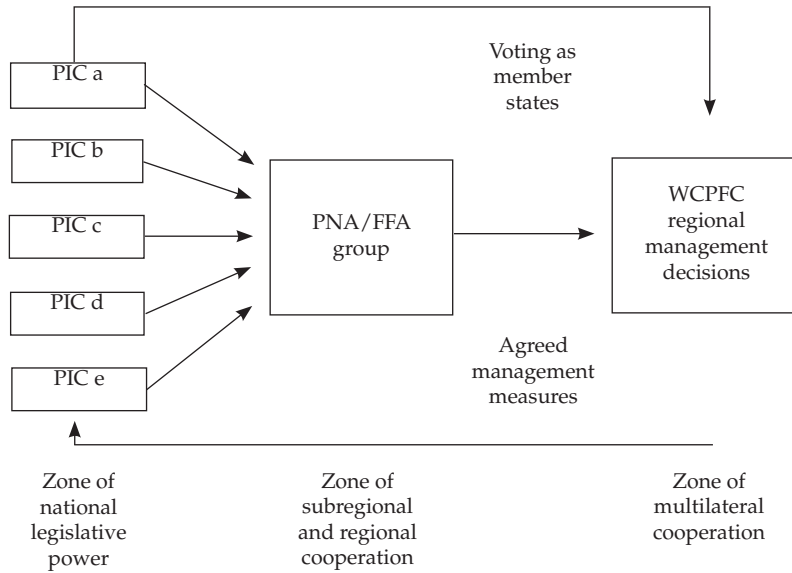 PIC a
PIC b
PIC c
PIC d
PIC e
PNA/FFA
group
Voting as
member
states
WCPFC
regional
management
decisions
Agreed
management
measures
Zone of
national
legislative
power
Zone of
subregional
and regional
cooperation
Zone of
multilateral
cooperation